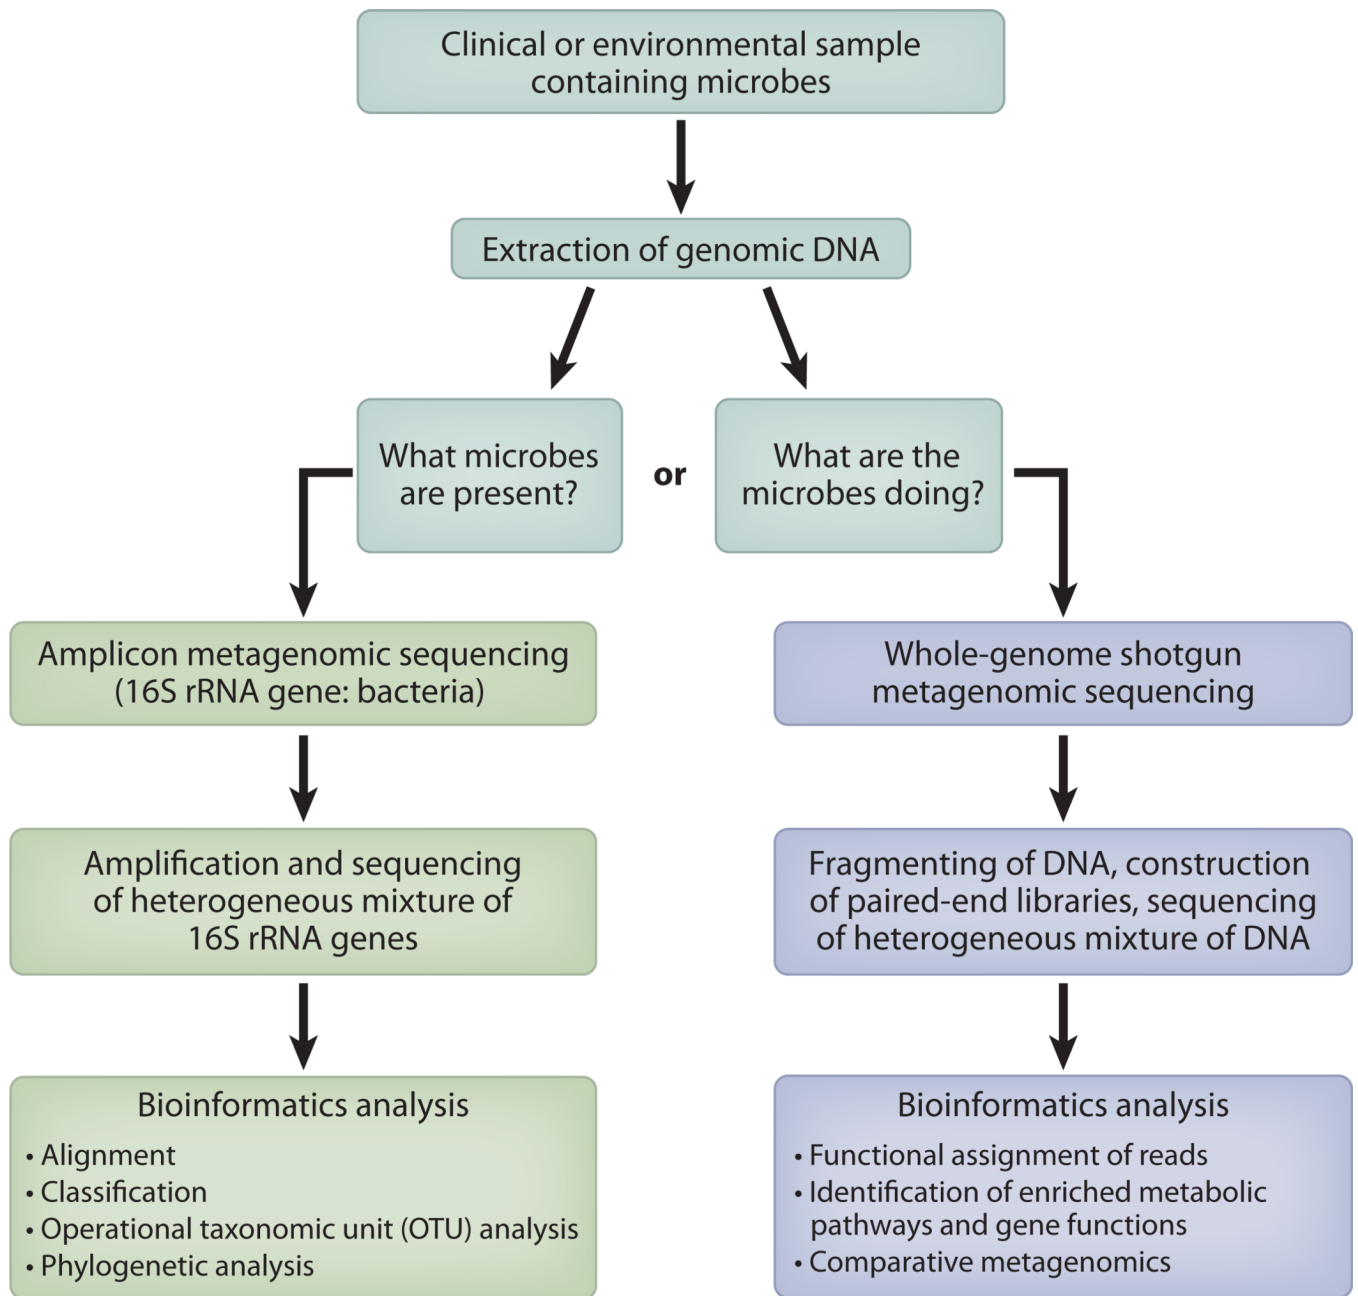 Clinical or environmental sample
containing microbes
Extraction of genomic DNA
What microbes
are present?
or
What are the
microbes doing?
Amplicon metagenomic sequencing
(16S rRNA gene: bacteria)
Whole-genome shotgun
metagenomic sequencing
Amplification and sequencing
of heterogeneous mixture of
16S rRNA genes
Fragmenting of DNA, construction
of paired-end libraries, sequencing
of heterogeneous mixture of DNA
Bioinformatics analysis
• Alignment
• Classification
• Operational taxonomic unit (OTU) analysis
• Phylogenetic analysis
Bioinformatics analysis
• Functional assignment of reads
• Identification of enriched metabolic
pathways and gene functions
• Comparative metagenomics